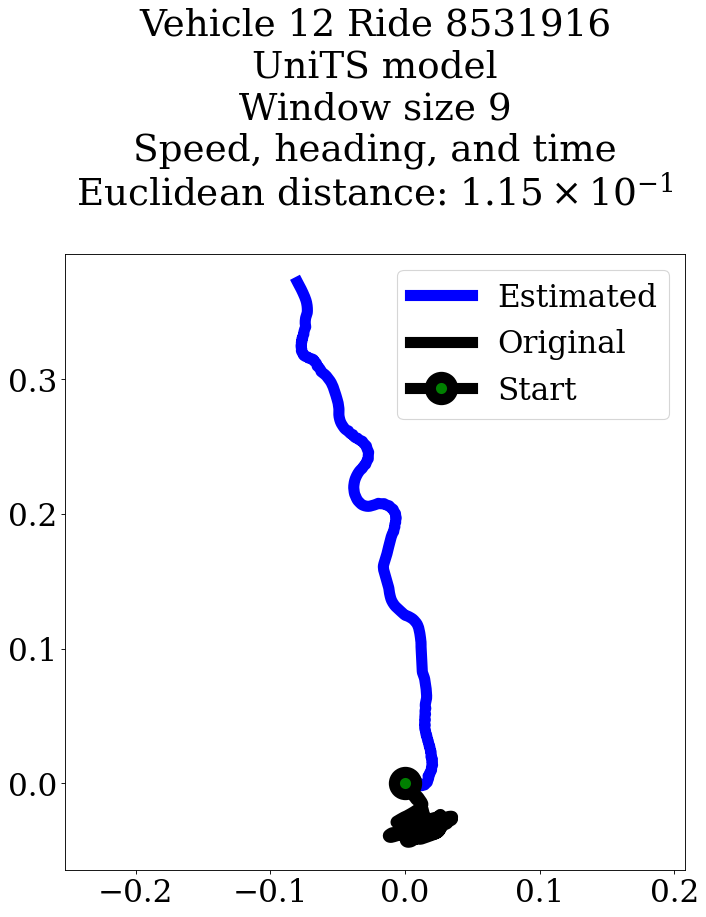 Vehicle 12 Ride 8531916
UniTS model
Window size 9
Speed, heading, and time
Euclidean distance: 1.15 × 10⁻¹
Estimated
Original
Start
0.3
0.2
0.1
0.0
−0.2
−0.1
0.0
0.1
0.2